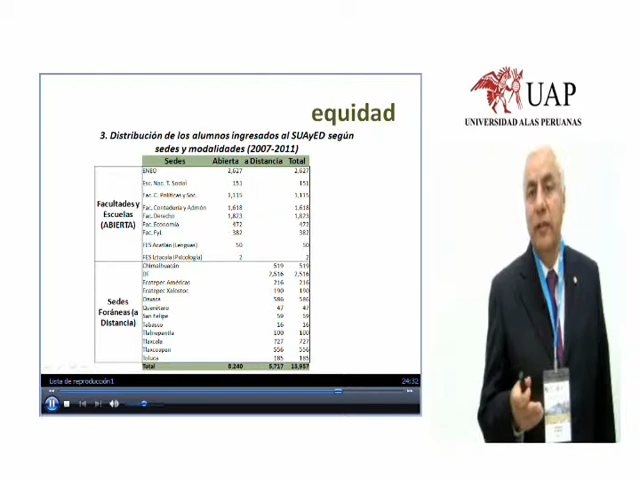 equidad
3. Distribución de los alumnos ingresados al SUAyED según
sedes y modalidades (2007-2011)
Sedes Abierta a Distancia Total
Facultades y Escuelas (ABIERTA)
ENEO 2,627 2,627
Esc. Nac. T. Social 151 151
Fac. C. Políticas y Soc. 1,115 1,115
Fac. Contaduría y Admón 1,618 1,618
Fac. Derecho 1,823 1,823
Fac. Economía 472 472
Fac. FyL 382 382
FES Acatlán (Lenguas) 50 50
FES Iztacala (Psicología) 2 2
Sedes Foráneas (a Distancia)
Chimalhuacán 519 519
DF 2,516 2,516
Ecatepec Américas 216 216
Ecatepec Xalostoc 190 190
Oaxaca 586 586
Querétaro 47 47
San Felipe 59 59
Tabasco 16 16
Tlalnepantla 100 100
Tlaxcala 727 727
Tlaxcoapan 556 556
Toluca 185 185
Total 8,240 5,717 13,957
Lista de reproducción1 24:32
UAP
UNIVERSIDAD ALAS PERUANAS